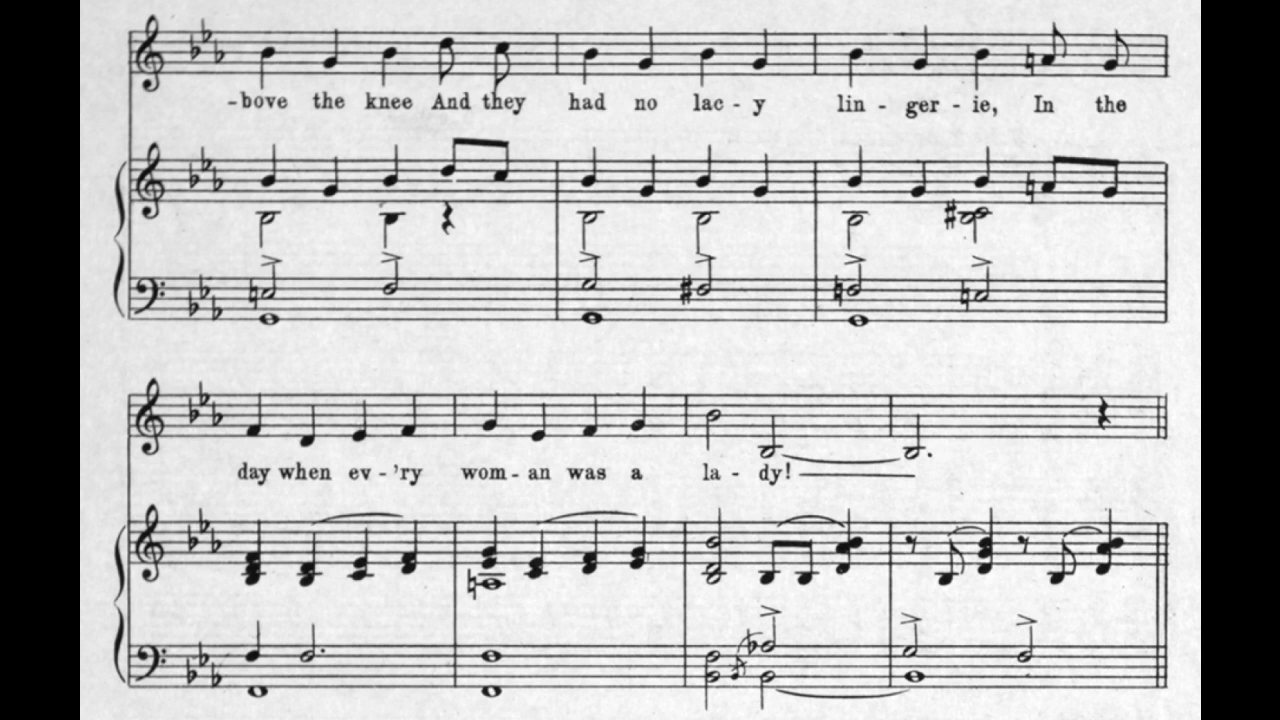 -bove the knee And they had no lac - y lin - ger - ie, In the
day when ev - 'ry wom - an was a la - dy!